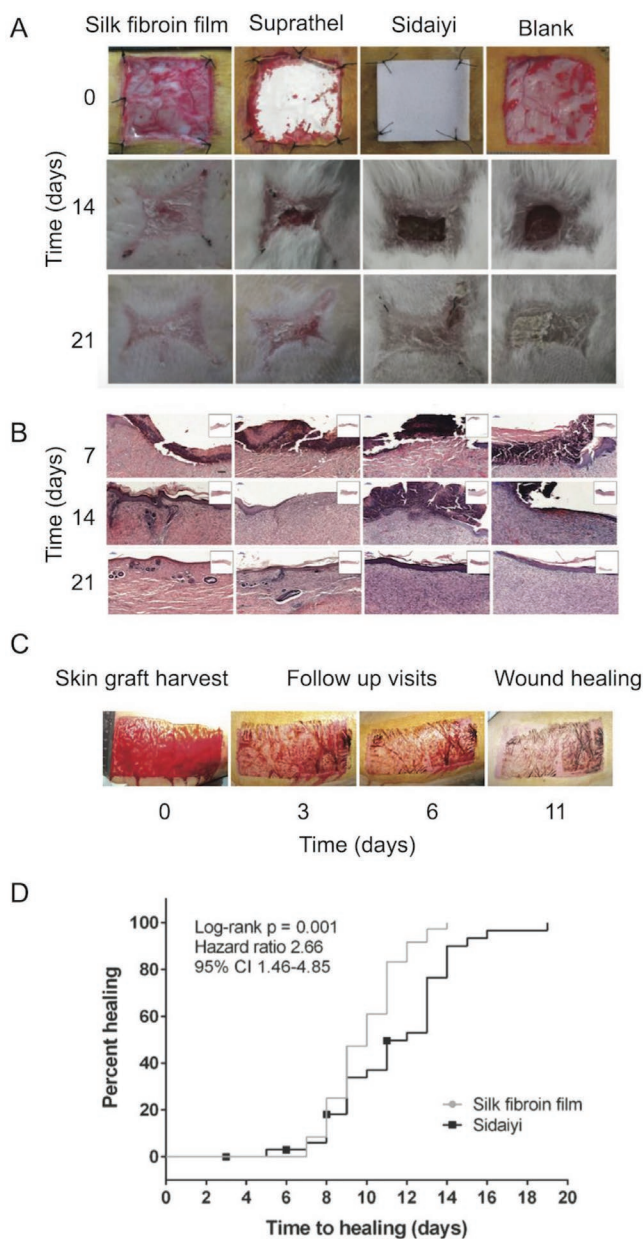 A
Silk fibroin film Suprathel Sidaiyi Blank
0
14
21
Time (days)
B
7
14
21
Time (days)
C
Skin graft harvest Follow up visits Wound healing
0 3 6 11
Time (days)
D
Log-rank p = 0.001
Hazard ratio 2.66
95% CI 1.46-4.85
100
80
60
40
20
0
Percent healing
Silk fibroin film
Sidaiyi
0 2 4 6 8 10 12 14 16 18 20
Time to healing (days)